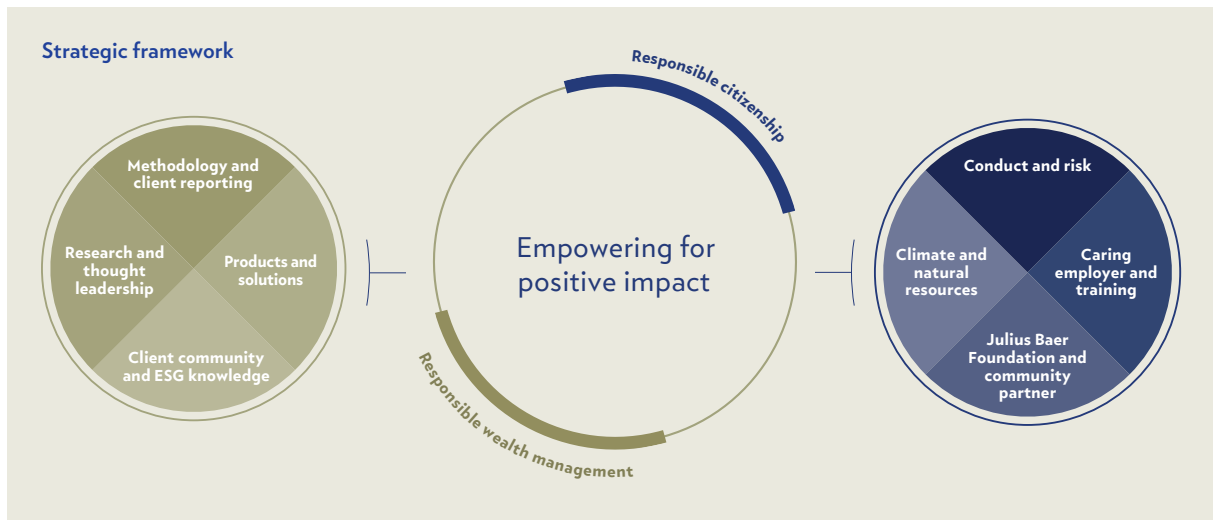 Strategic framework
Methodology and
client reporting
Research and
thought
leadership
Products and
solutions
Client community
and ESG knowledge
Responsible citizenship
Empowering for
positive impact
Responsible wealth management
Conduct and risk
Climate and
natural
resources
Caring
employer and
training
Julius Baer
Foundation and
community
partner